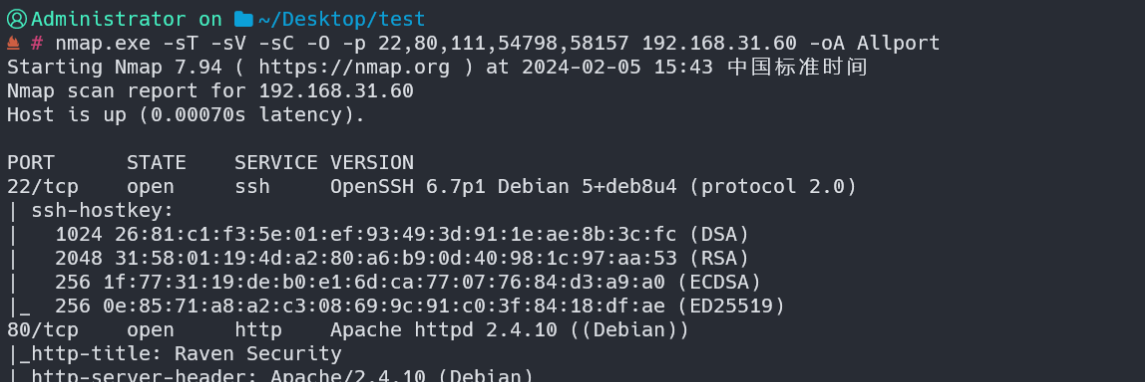 Administrator on ~/Desktop/test
# nmap.exe -sT -sV -sC -O -p 22,80,111,54798,58157 192.168.31.60 -oA Allport
Starting Nmap 7.94 ( https://nmap.org ) at 2024-02-05 15:43 中国标准时间
Nmap scan report for 192.168.31.60
Host is up (0.00070s latency).
PORT      STATE    SERVICE VERSION
22/tcp    open     ssh     OpenSSH 6.7p1 Debian 5+deb8u4 (protocol 2.0)
| ssh-hostkey:
|   1024 26:81:c1:f3:5e:01:ef:93:49:3d:91:1e:ae:8b:3c:fc (DSA)
|   2048 31:58:01:19:4d:a2:80:a6:b9:0d:40:98:1c:97:aa:53 (RSA)
|   256 1f:77:31:19:de:b0:e1:6d:ca:77:07:76:84:d3:a9:a0 (ECDSA)
|_  256 0e:85:71:a8:a2:c3:08:69:9c:91:c0:3f:84:18:df:ae (ED25519)
80/tcp    open     http    Apache httpd 2.4.10 ((Debian))
|_http-title: Raven Security
| http-server-header: Apache/2.4.10 (Debian)